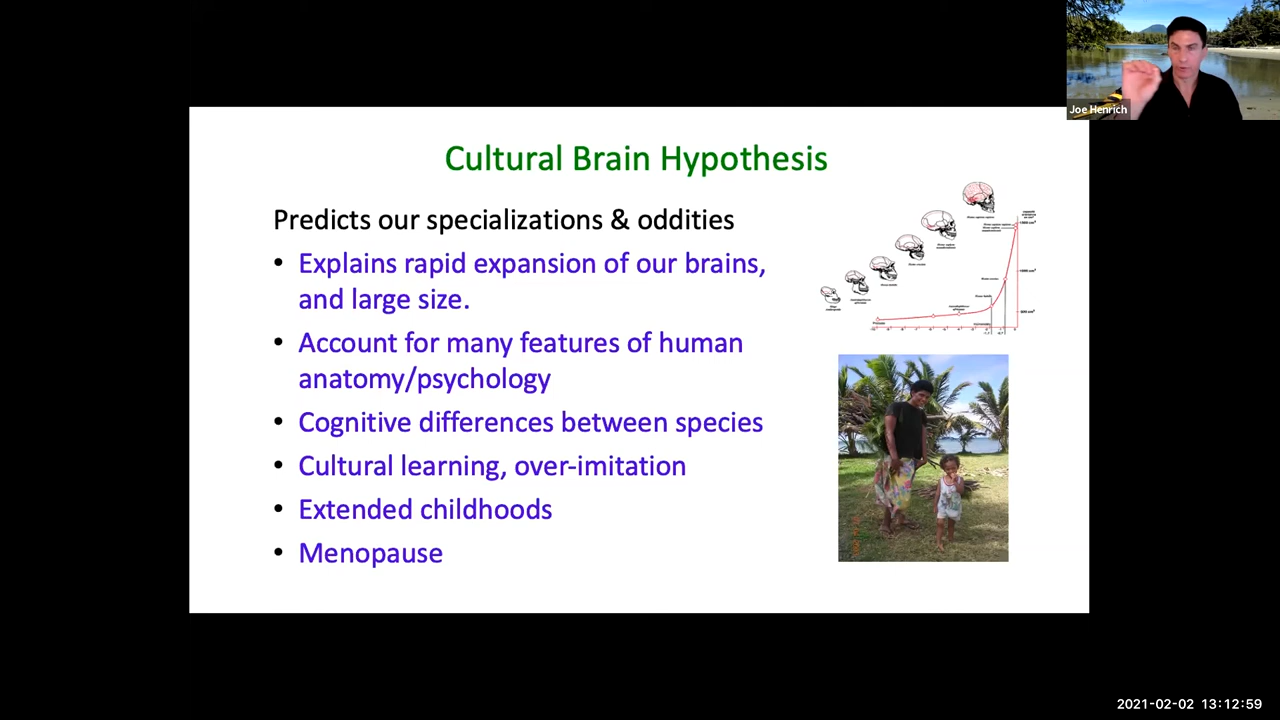 Joe Henrich
Cultural Brain Hypothesis
Predicts our specializations & oddities
• Explains rapid expansion of our brains,
and large size.
• Account for many features of human
anatomy/psychology
• Cognitive differences between species
• Cultural learning, over-imitation
• Extended childhoods
• Menopause
2021-02-02 13:12:59